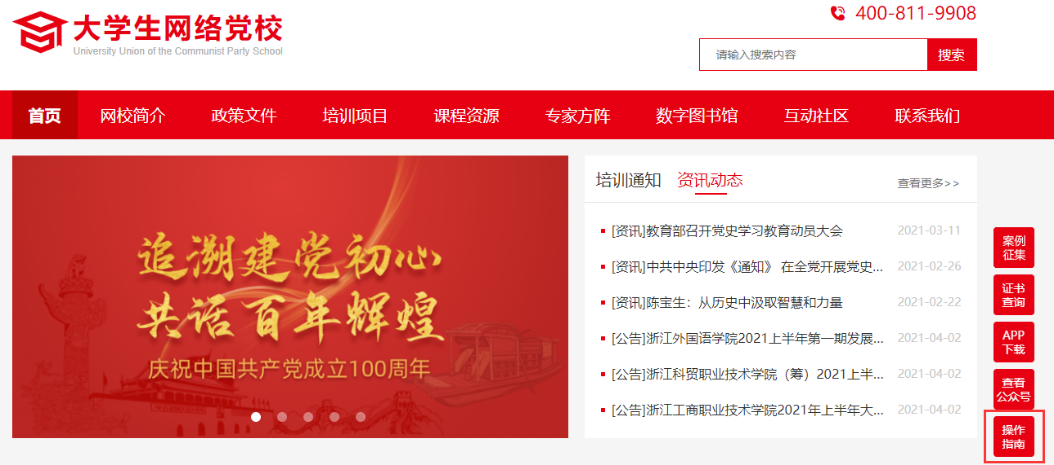 大学生网络党校
University Union of the Communist Party School
400-811-9908
请输入搜索内容
搜索
首页 网校简介 政策文件 培训项目 课程资源 专家方阵 数字图书馆 互动社区 联系我们
追溯建党初心
共话百年辉煌
庆祝中国共产党成立100周年
培训通知 资讯动态 查看更多>>
[资讯]教育部召开党史学习教育动员大会 2021-03-11
[资讯]中共中央印发《通知》 在全党开展党史... 2021-02-26
[资讯]陈宝生：从历史中汲取智慧和力量 2021-02-22
[公告]浙江外国语学院2021上半年第一期发展... 2021-04-02
[公告]浙江科贸职业技术学院（筹）2021上半... 2021-04-02
[公告]浙江工商职业技术学院2021年上半年大... 2021-04-02
案例
征集
证书
查询
APP
下载
查看
公众号
操作
指南